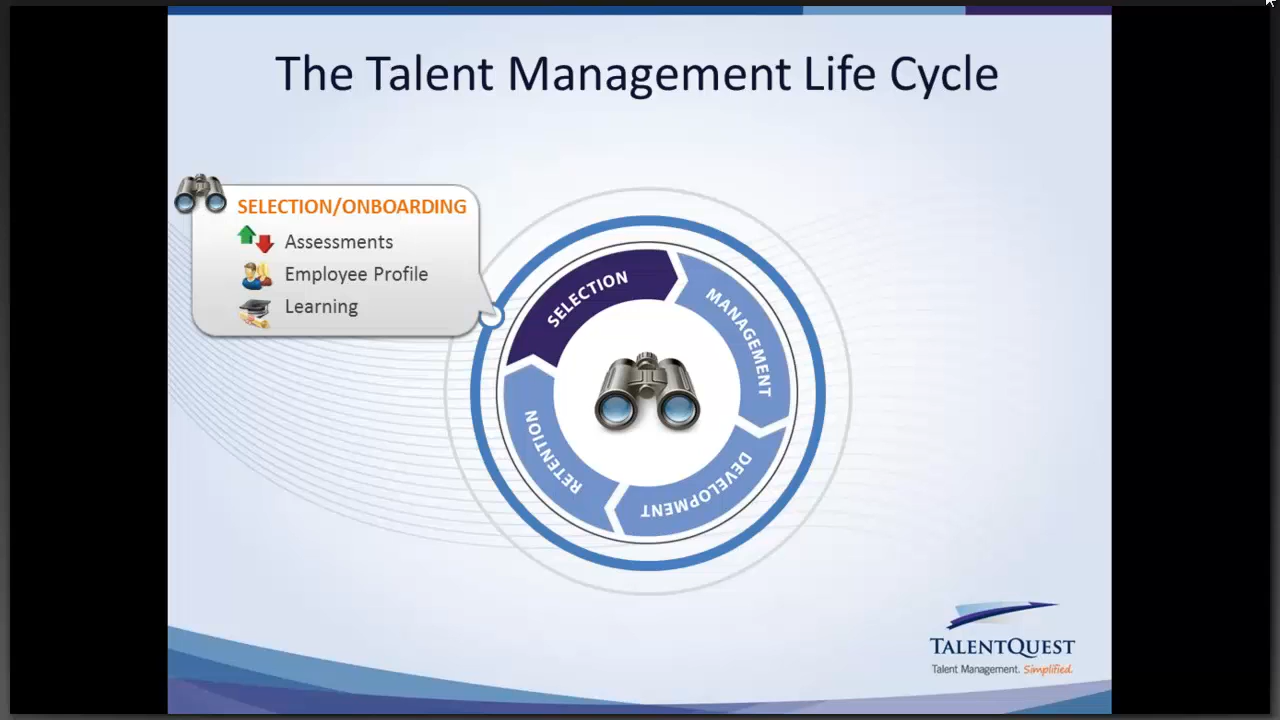 The Talent Management Life Cycle
SELECTION/ONBOARDING
Assessments
Employee Profile
Learning
SELECTION
MANAGEMENT
DEVELOPMENT
RETENTION
TALENTQUEST
Talent Management. Simplified.